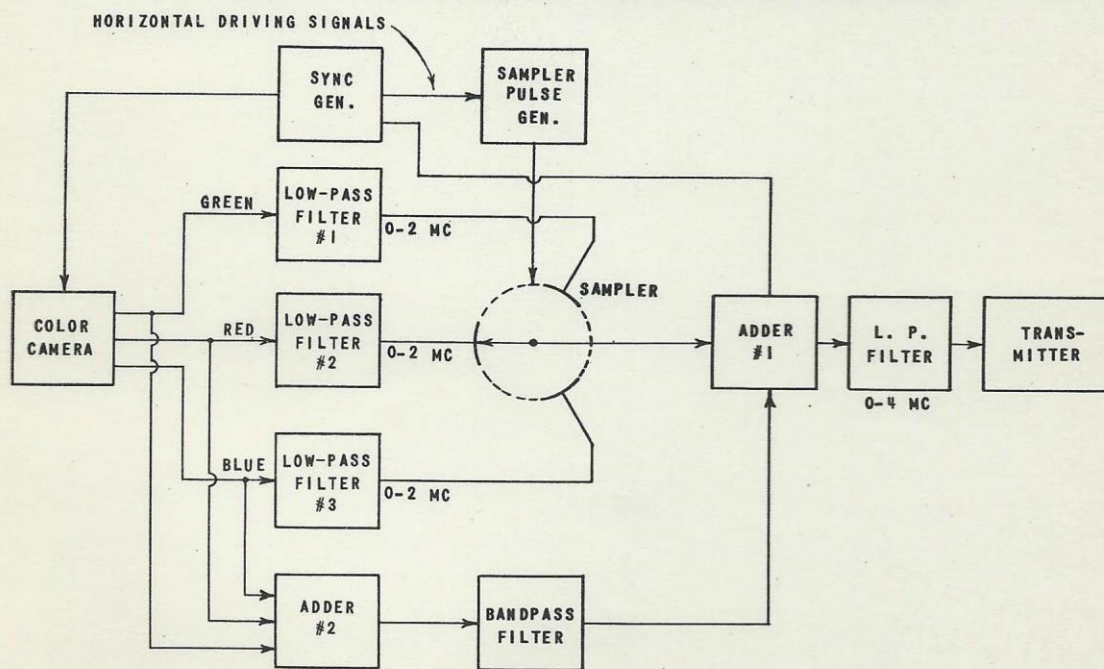 HORIZONTAL DRIVING SIGNALS
SYNC
GEN.
SAMPLER
PULSE
GEN.
GREEN
LOW-PASS
FILTER
#1
0-2 MC
SAMPLER
COLOR
CAMERA
RED
LOW-PASS
FILTER
#2
0-2 MC
ADDER
#1
L. P.
FILTER
0-4 MC
TRANS-
MITTER
BLUE
LOW-PASS
FILTER
#3
0-2 MC
ADDER
#2
BANDPASS
FILTER